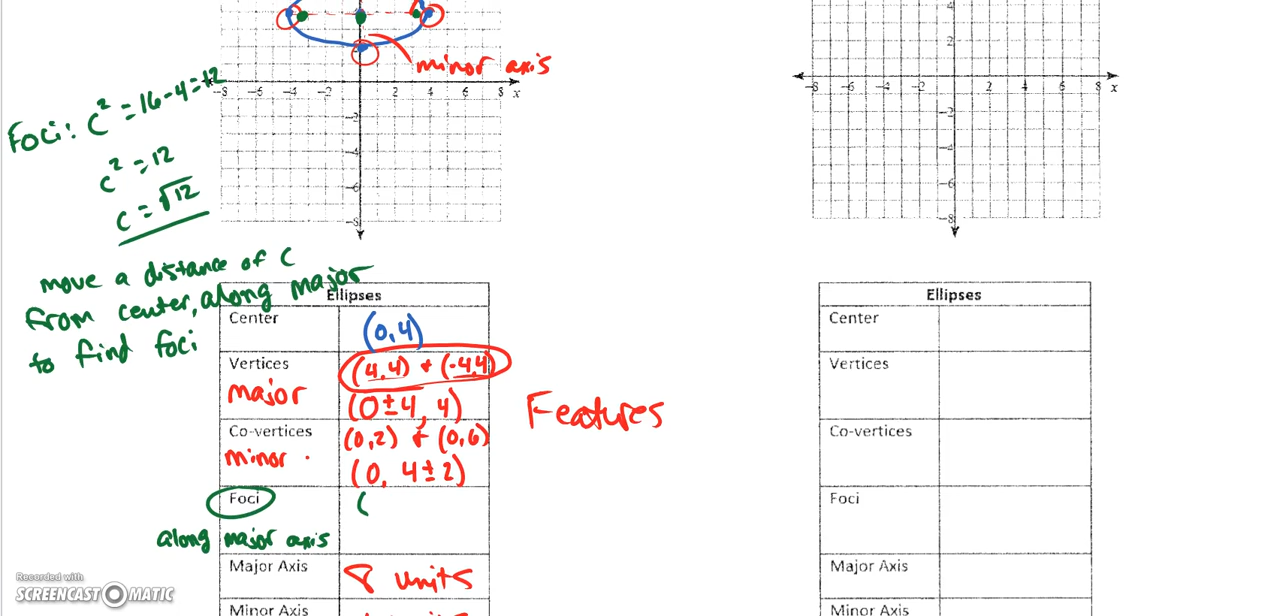 minor axis
-8 -6 -4 -2 2 4 6 8 x
-2
-4
-6
-8
4
2
-8 -6 -4 -2 2 4 6 8 x
-2
-4
-6
-8
Foci: c² = 16-4=12
c² = 12
c = √12
move a distance of c
from center, along major
to find foci
Ellipses
Center (0,4)
Vertices (4,4) + (-4,4)
major (0±4, 4)
Co-vertices (0,2) + (0,6)
minor (0, 4±2)
Foci (
along major axis
Major Axis 8 units
Minor Axis
Features
Ellipses
Center
Vertices
Co-vertices
Foci
Major Axis
Minor Axis
Recorded with
SCREENCAST-O-MATIC